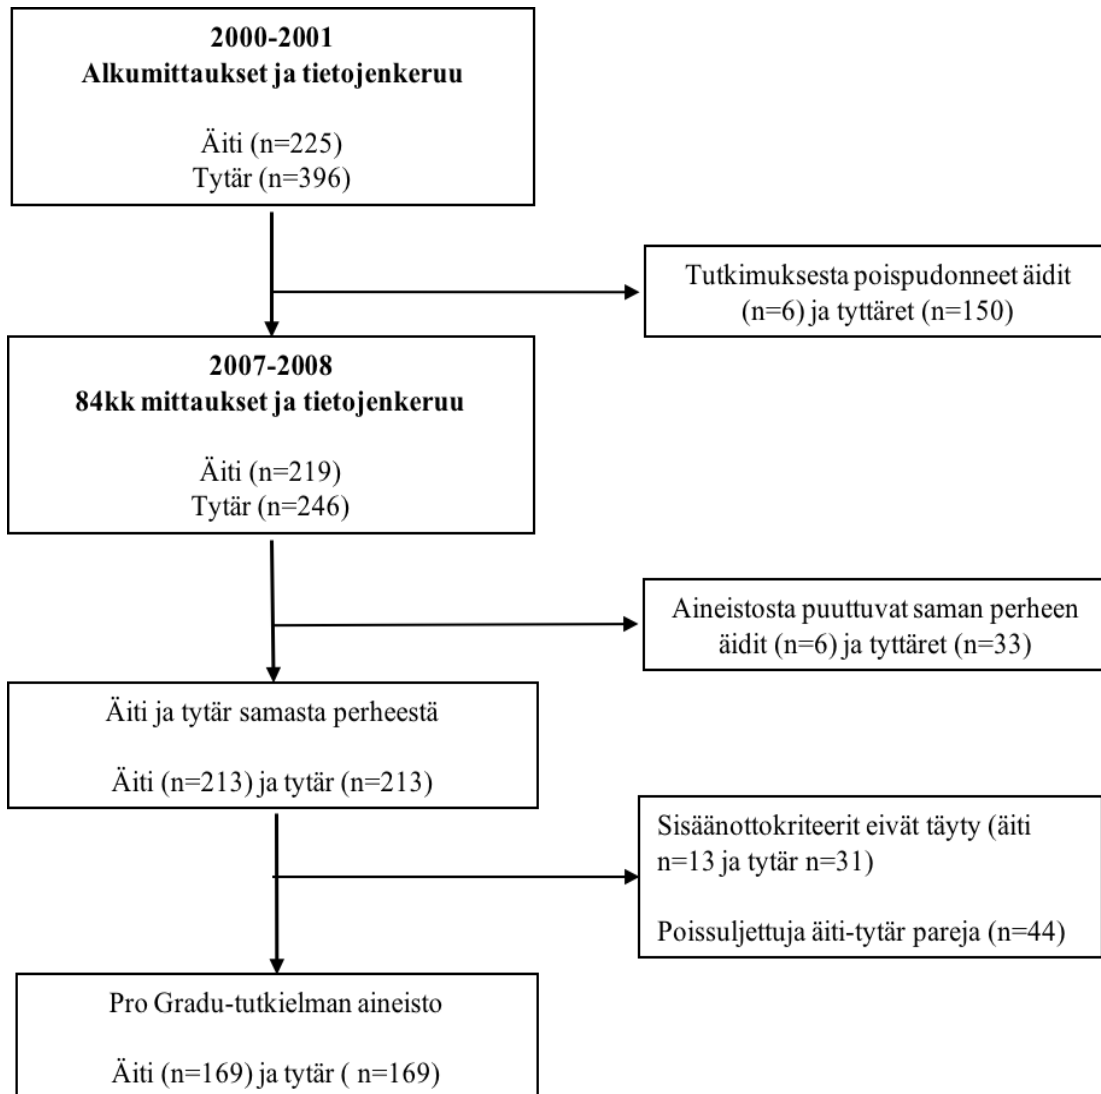 2000-2001
Alkumittaukset ja tietojenkeruu
Äiti (n=225)
Tytär (n=396)
Tutkimuksesta poispudonneet äidit
(n=6) ja tyttäret (n=150)
2007-2008
84kk mittaukset ja tietojenkeruu
Äiti (n=219)
Tytär (n=246)
Aineistosta puuttuvat saman perheen
äidit (n=6) ja tyttäret (n=33)
Äiti ja tytär samasta perheestä
Äiti (n=213) ja tytär (n=213)
Sisäänottokriteerit eivät täyty (äiti
n=13 ja tytär n=31)
Poissuljettuja äiti-tytär pareja (n=44)
Pro Gradu-tutkielman aineisto
Äiti (n=169) ja tytär ( n=169)